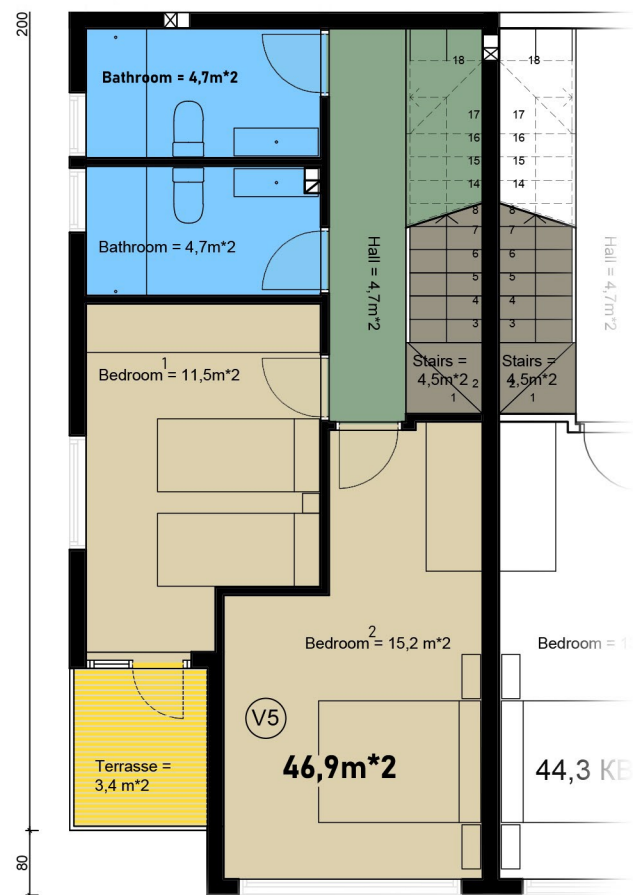 200
Bathroom = 4,7m*2
18
18
17
17
16
16
15
15
14
14
8
8
7
7
6
6
5
5
4
4
3
3
Hall = 4,7m*2
Hall = 4,7m*2
Bathroom = 4,7m*2
Stairs =
4,5m*2
2
1
Stairs =
4,5m*2
2
1
1
Bedroom = 11,5m*2
2
Bedroom = 15,2 m*2
Bedroom = 1
V5
46,9m*2
44,3 КВ
Terrasse =
3,4 m*2
80